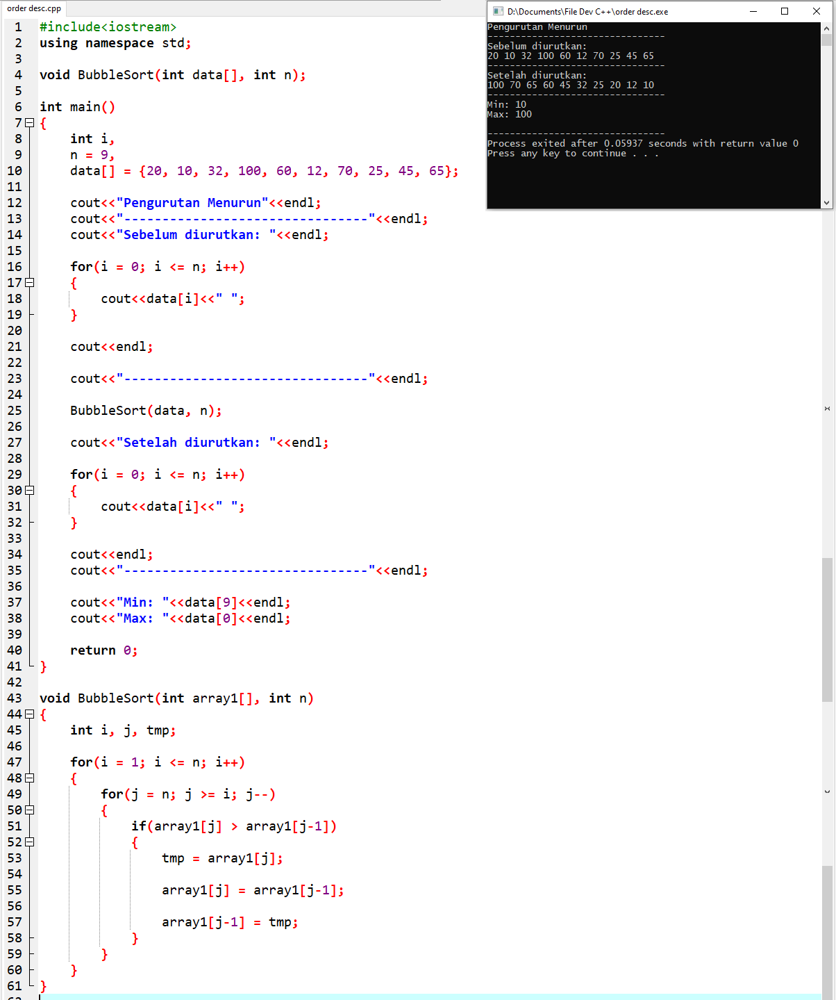 order desc.cpp
1 #include<iostream>
2 using namespace std;
3
4 void BubbleSort(int data[], int n);
5
6 int main()
7 {
8     int i,
9     n = 9,
10     data[] = {20, 10, 32, 100, 60, 12, 70, 25, 45, 65};
11
12     cout<<"Pengurutan Menurun"<<endl;
13     cout<<"--------------------------------"<<endl;
14     cout<<"Sebelum diurutkan: "<<endl;
15
16     for(i = 0; i <= n; i++)
17     {
18         cout<<data[i]<<" ";
19     }
20
21     cout<<endl;
22
23     cout<<"--------------------------------"<<endl;
24
25     BubbleSort(data, n);
26
27     cout<<"Setelah diurutkan: "<<endl;
28
29     for(i = 0; i <= n; i++)
30     {
31         cout<<data[i]<<" ";
32     }
33
34     cout<<endl;
35     cout<<"--------------------------------"<<endl;
36
37     cout<<"Min: "<<data[9]<<endl;
38     cout<<"Max: "<<data[0]<<endl;
39
40     return 0;
41 }
42
43 void BubbleSort(int array1[], int n)
44 {
45     int i, j, tmp;
46
47     for(i = 1; i <= n; i++)
48     {
49         for(j = n; j >= i; j--)
50         {
51             if(array1[j] > array1[j-1])
52             {
53                 tmp = array1[j];
54
55                 array1[j] = array1[j-1];
56
57                 array1[j-1] = tmp;
58             }
59         }
60     }
61 }
62
D:\Documents\File Dev C++\order desc.exe
Pengurutan Menurun
--------------------------------
Sebelum diurutkan:
20 10 32 100 60 12 70 25 45 65
--------------------------------
Setelah diurutkan:
100 70 65 60 45 32 25 20 12 10
--------------------------------
Min: 10
Max: 100
--------------------------------
Process exited after 0.05937 seconds with return value 0
Press any key to continue . . .